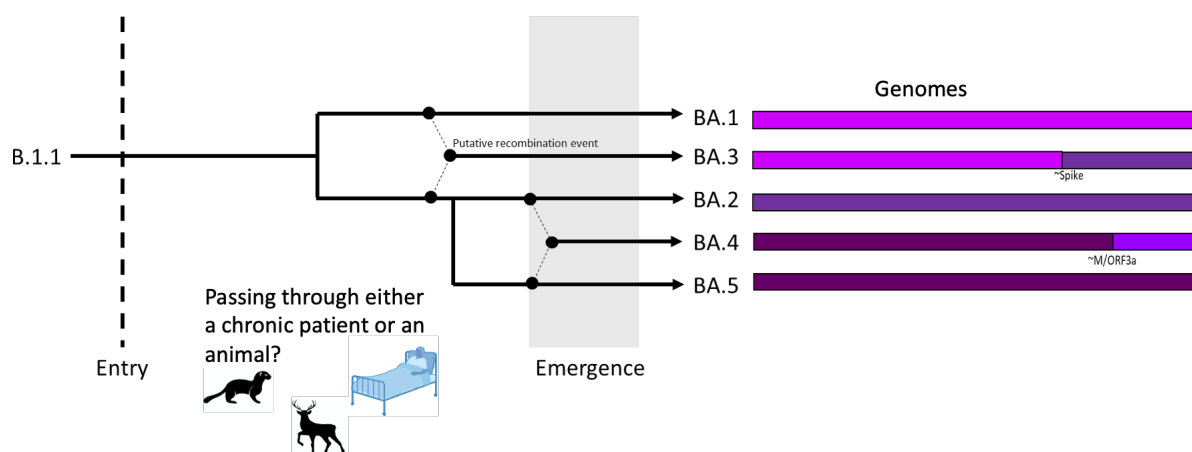 Genomes
BA.1
Putative recombination event
B.1.1
BA.3
~Spike
BA.2
BA.4
~M/ORF3a
BA.5
Passing through either
a chronic patient or an
animal?
Entry
Emergence